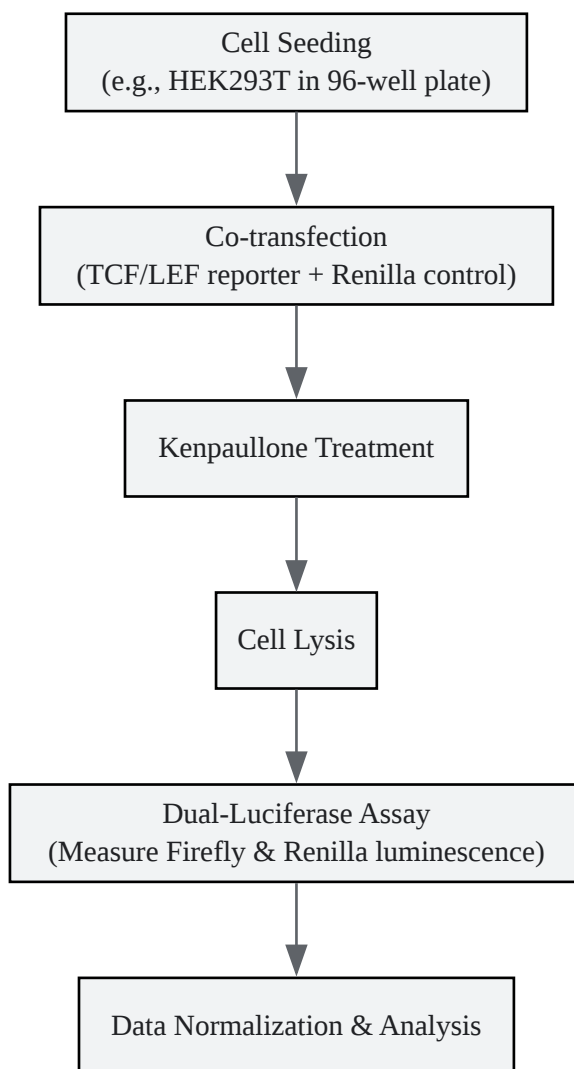 Cell Seeding
(e.g., HEK293T in 96-well plate)
Co-transfection
(TCF/LEF reporter + Renilla control)
Kenpaullone Treatment
Cell Lysis
Dual-Luciferase Assay
(Measure Firefly & Renilla luminescence)
Data Normalization & Analysis